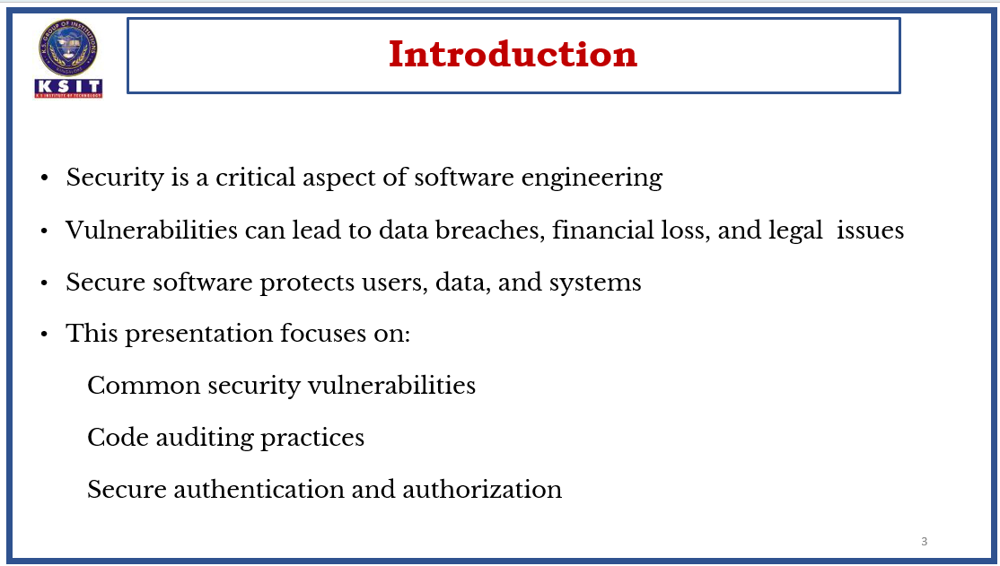 K.S. GROUP OF INSTITUTIONS
BANGALORE
KSIT
K S INSTITUTE OF TECHNOLOGY
Introduction
• Security is a critical aspect of software engineering
• Vulnerabilities can lead to data breaches, financial loss, and legal  issues
• Secure software protects users, data, and systems
• This presentation focuses on:
Common security vulnerabilities
Code auditing practices
Secure authentication and authorization
3